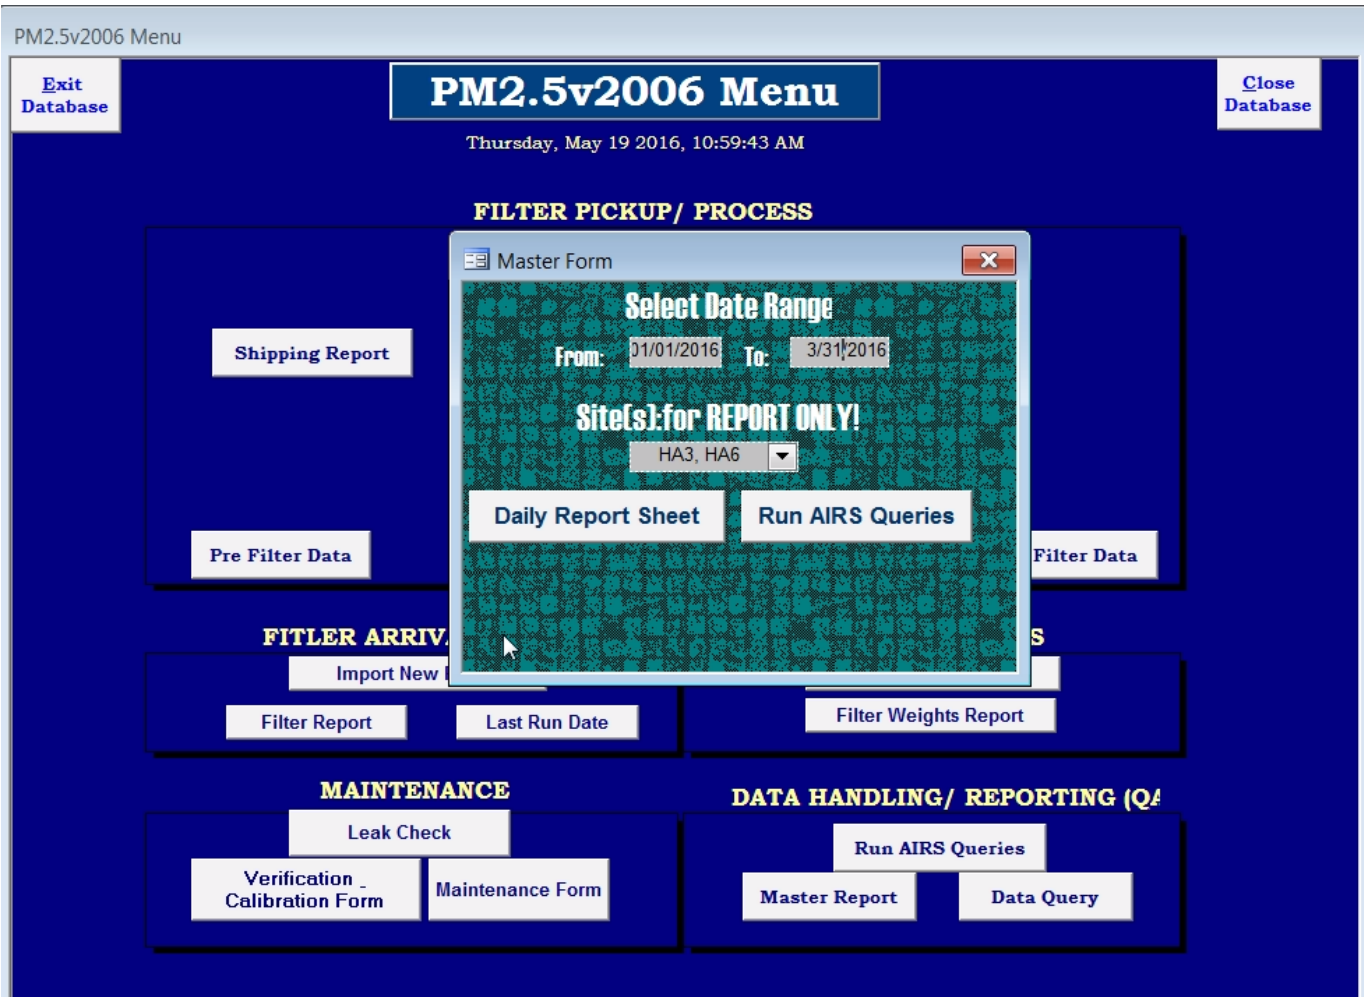 PM2.5v2006 Menu
Exit
Database
PM2.5v2006 Menu
Close
Database
Thursday, May 19 2016, 10:59:43 AM
FILTER PICKUP/ PROCESS
Master Form
Select Date Range
From: 01/01/2016 To: 3/31/2016
Shipping Report
Site(s):for REPORT ONLY!
HA3, HA6
Daily Report Sheet Run AIRS Queries
Pre Filter Data
Filter Data
FITLER ARRIV
S
Import New
Filter Report Last Run Date
Filter Weights Report
MAINTENANCE
DATA HANDLING/ REPORTING (QA
Leak Check
Run AIRS Queries
Verification _
Calibration Form
Maintenance Form
Master Report Data Query